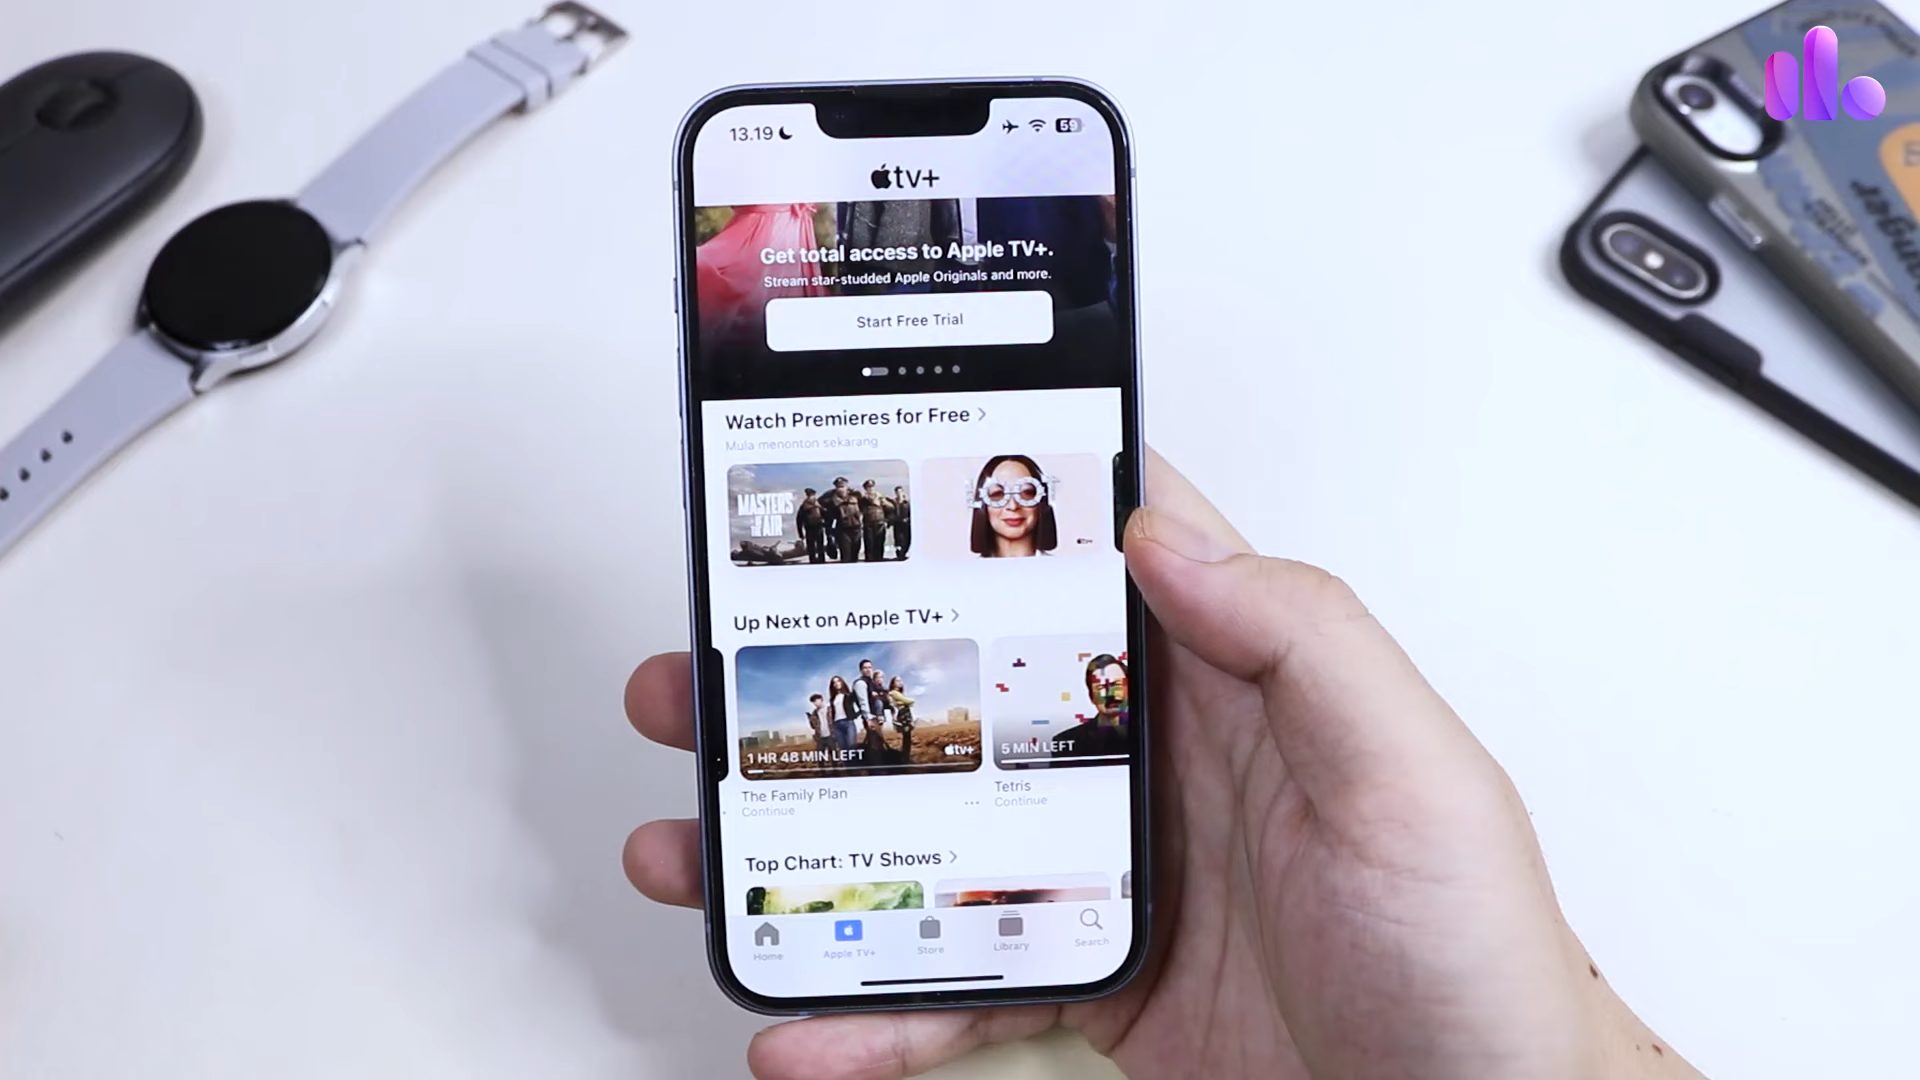 13.19
59
tv+
Get total access to Apple TV+.
Stream star-studded Apple Originals and more.
Start Free Trial
Watch Premieres for Free
Mula menonton sekarang
MASTERS
OF THE
AIR
Up Next on Apple TV+
1 HR 48 MIN LEFT
tv+
5 MIN LEFT
The Family Plan
Continue
...
Tetris
Continue
Top Chart: TV Shows
Home
Apple TV+
Store
Library
Search